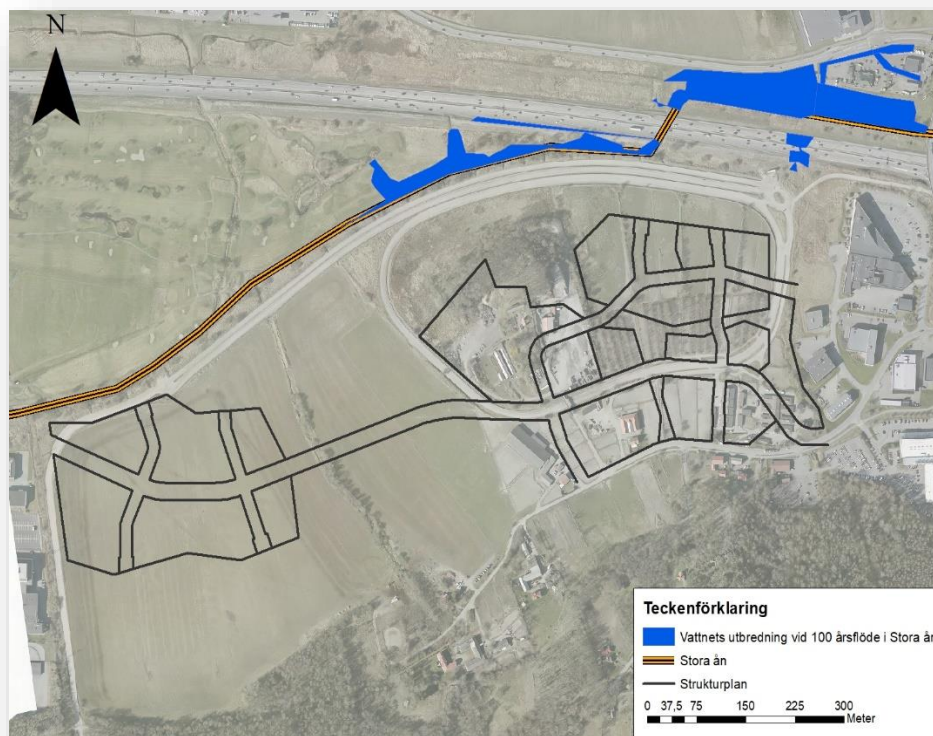 N
Teckenförklaring
Vattnets utbredning vid 100 årsflöde i Stora ån
Stora ån
Strukturplan
0 37,5 75 150 225 300
Meter